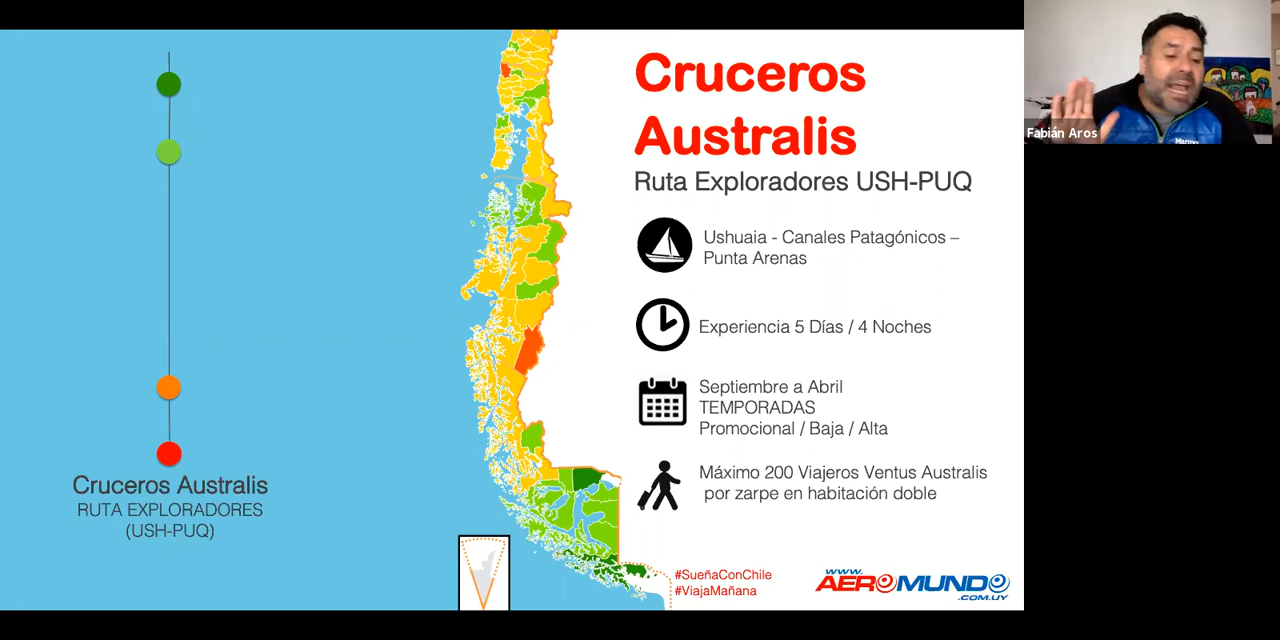 Cruceros
Australis
Ruta Exploradores USH-PUQ
Ushuaia - Canales Patagónicos –
Punta Arenas
Experiencia 5 Días / 4 Noches
Septiembre a Abril
TEMPORADAS
Promocional / Baja / Alta
Máximo 200 Viajeros Ventus Australis
por zarpe en habitación doble
Cruceros Australis
RUTA EXPLORADORES
(USH-PUQ)
#SueñaConChile
#ViajaMañana
WWW.
AEROMUNDO
.COM.UY
Fabián Aros